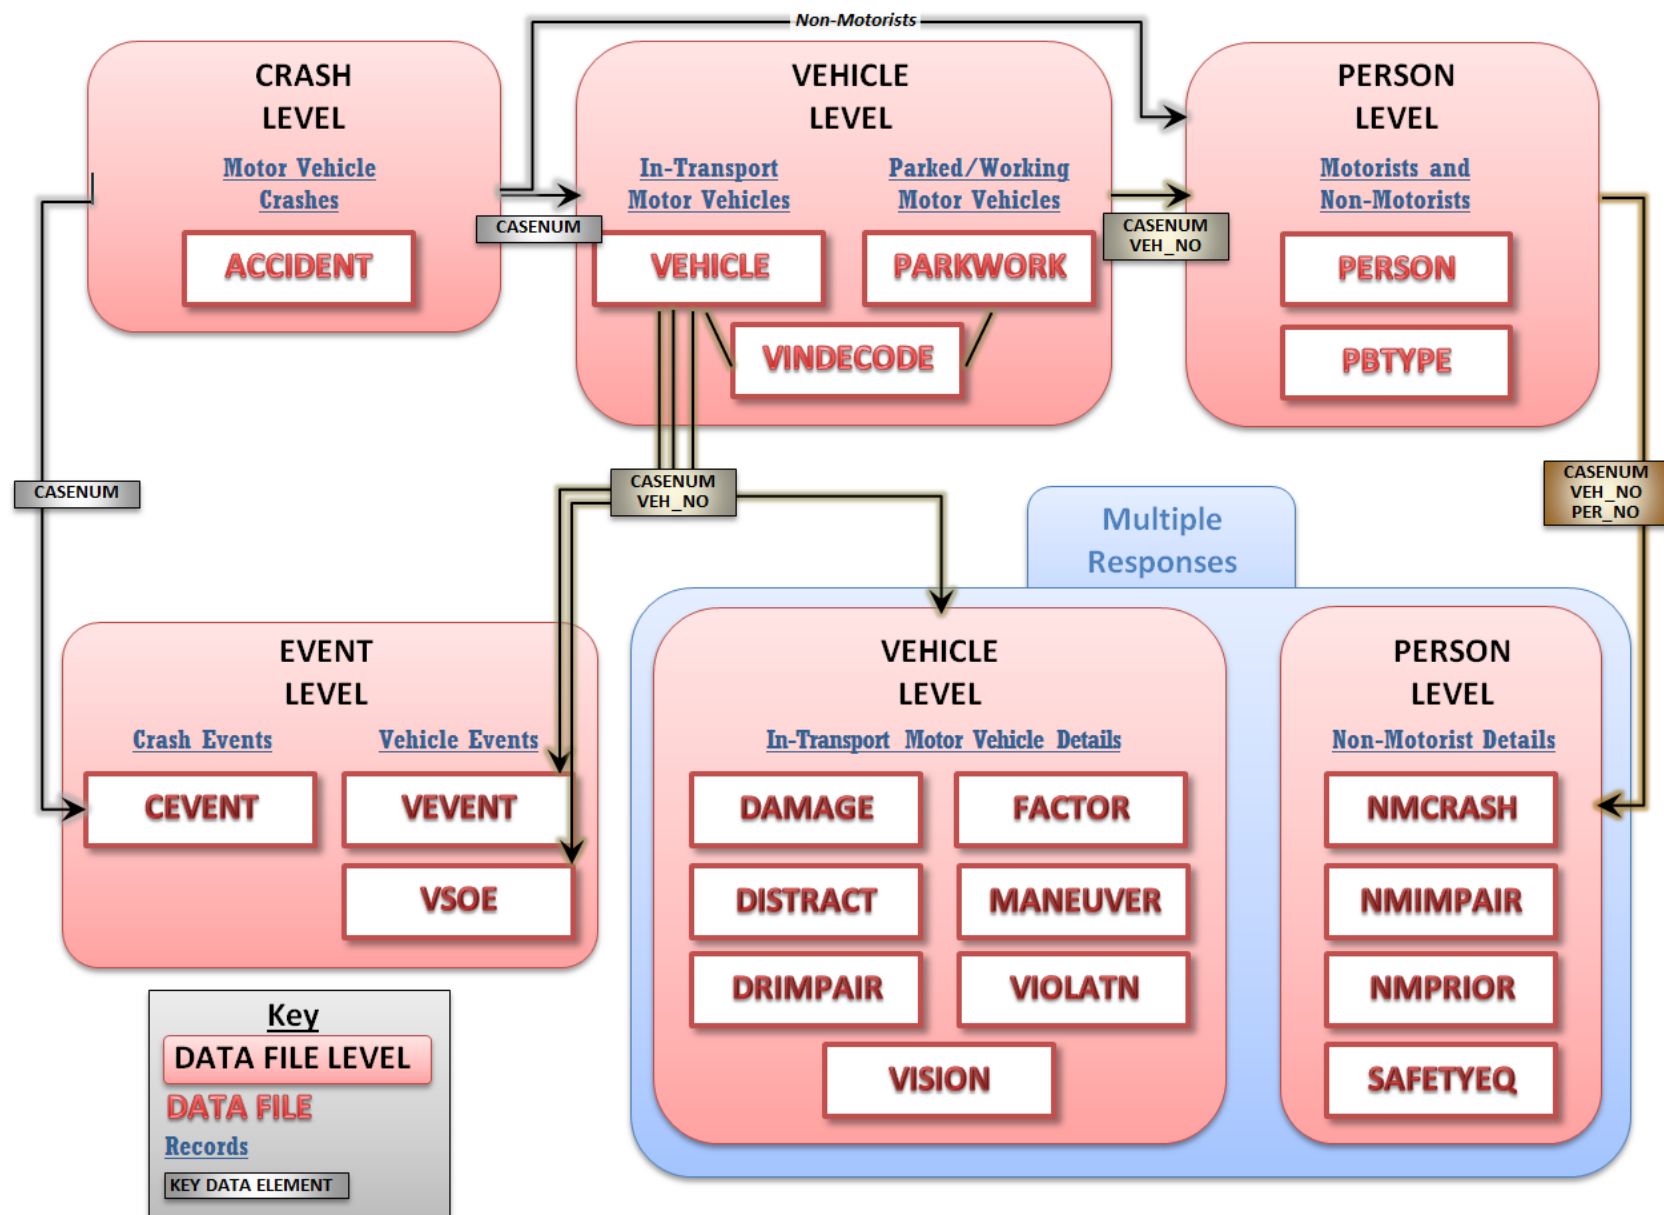 Non-Motorists
CRASH
LEVEL
Motor Vehicle
Crashes
ACCIDENT
CASENUM
VEHICLE
LEVEL
In-Transport
Motor Vehicles
Parked/Working
Motor Vehicles
VEHICLE
PARKWORK
VINDECODE
CASENUM
VEH_NO
PERSON
LEVEL
Motorists and
Non-Motorists
PERSON
PBTYPE
CASENUM
CASENUM
VEH_NO
CASENUM
VEH_NO
PER_NO
Multiple
Responses
EVENT
LEVEL
Crash Events
Vehicle Events
CEVENT
VEVENT
VSOE
VEHICLE
LEVEL
In-Transport Motor Vehicle Details
DAMAGE
FACTOR
DISTRACT
MANEUVER
DRIMPAIR
VIOLATN
VISION
PERSON
LEVEL
Non-Motorist Details
NMCRASH
NMIMPAIR
NMPRIOR
SAFETYEQ
Key
DATA FILE LEVEL
DATA FILE
Records
KEY DATA ELEMENT